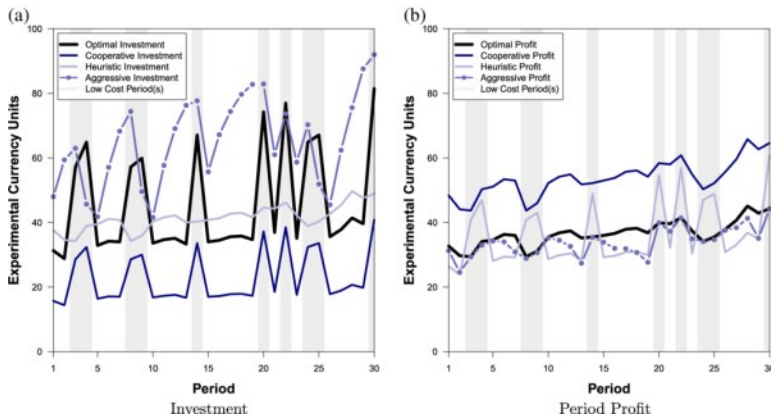 (a)
100
80
60
40
20
0
Experimental Currency Units
Optimal Investment
Cooperative Investment
Heuristic Investment
Aggressive Investment
Low Cost Period(s)
1 5 10 15 20 25 30
Period
Investment
(b)
100
80
60
40
20
0
Experimental Currency Units
Optimal Profit
Cooperative Profit
Heuristic Profit
Aggressive Profit
Low Cost Period(s)
1 5 10 15 20 25 30
Period
Period Profit